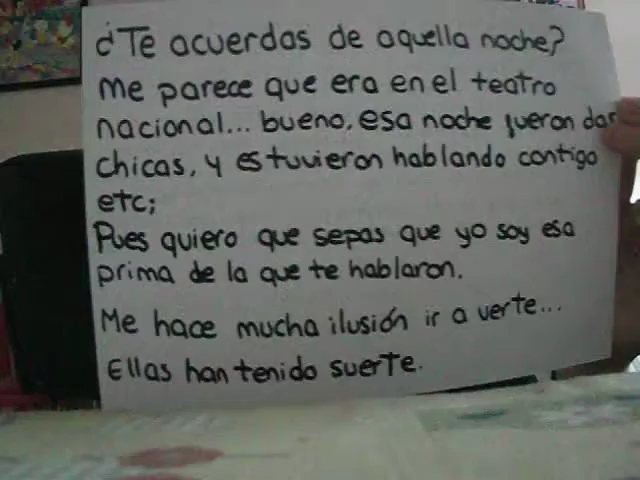 ¿Te acuerdas de aquella noche?
Me parece que era en el teatro
nacional... bueno, esa noche fueron dos
chicas, y estuvieron hablando contigo
etc;
Pues quiero que sepas que yo soy esa
prima de la que te hablaron.
Me hace mucha ilusión ir a verte...
Ellas han tenido suerte.